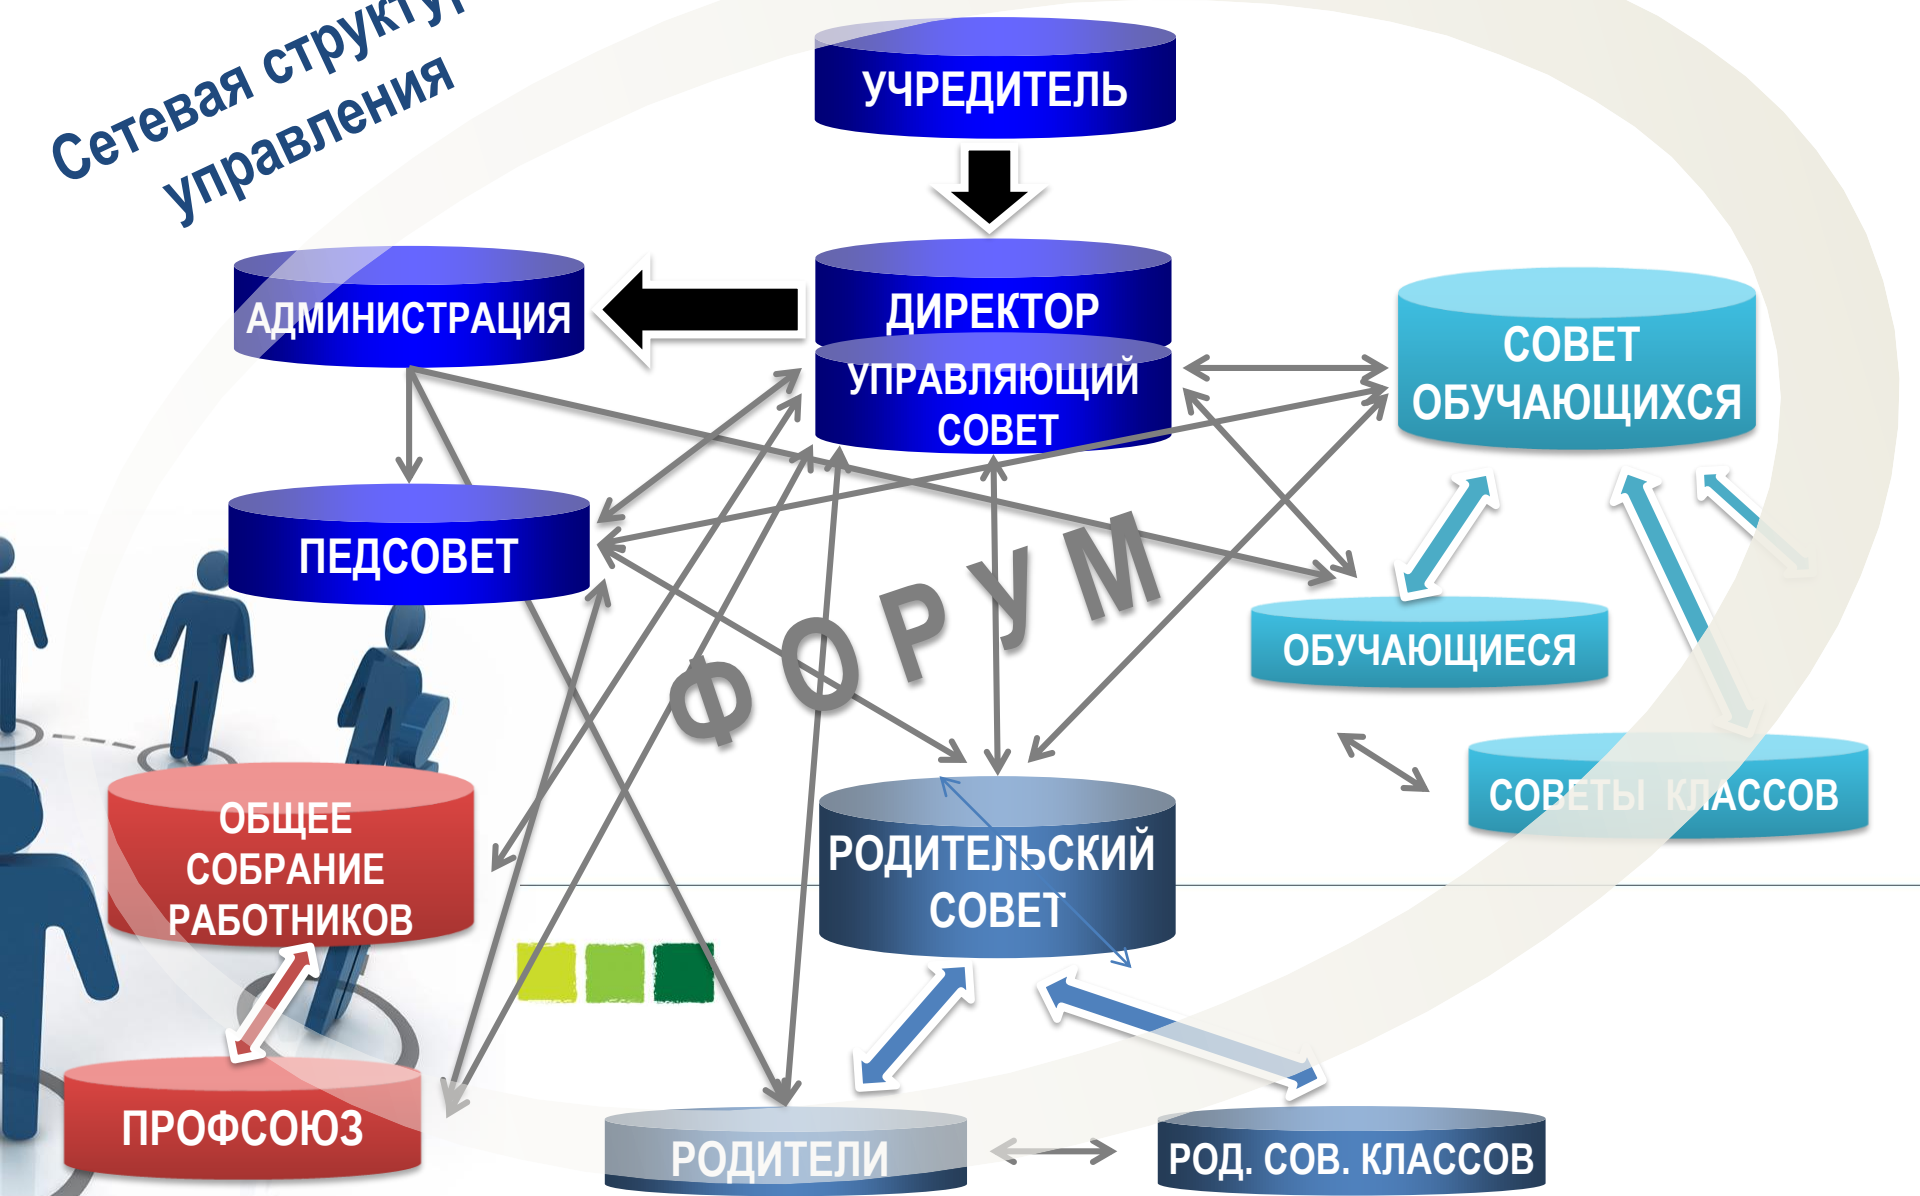 Сетевая структур
управления
УЧРЕДИТЕЛЬ
АДМИНИСТРАЦИЯ
ДИРЕКТОР
УПРАВЛЯЮЩИЙ
СОВЕТ
СОВЕТ
ОБУЧАЮЩИХСЯ
ПЕДСОВЕТ
ФОРУМ
ОБУЧАЮЩИЕСЯ
СОВЕТЫ КЛАССОВ
ОБЩЕЕ
СОБРАНИЕ
РАБОТНИКОВ
РОДИТЕЛЬСКИЙ
СОВЕТ
ПРОФСОЮЗ
РОДИТЕЛИ
РОД. СОВ. КЛАССОВ